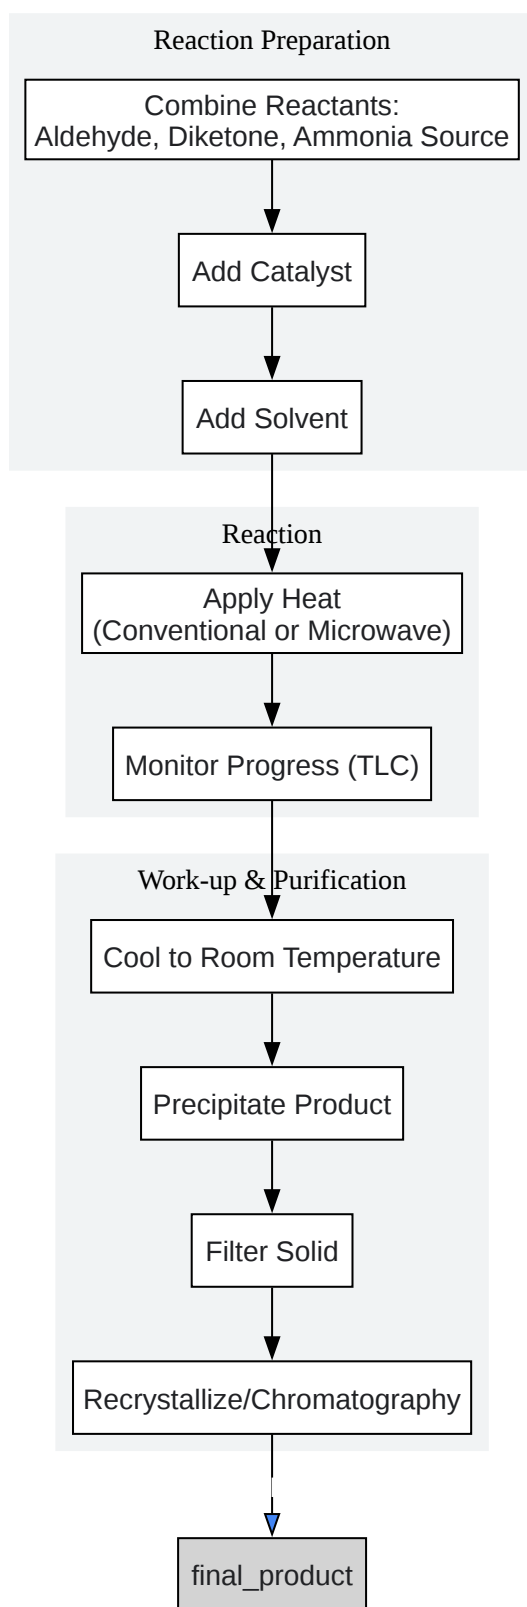 Reaction Preparation
Combine Reactants:
Aldehyde, Diketone, Ammonia Source
Add Catalyst
Add Solvent
Reaction
Apply Heat
(Conventional or Microwave)
Monitor Progress (TLC)
Work-up & Purification
Cool to Room Temperature
Precipitate Product
Filter Solid
Recrystallize/Chromatography
final_product